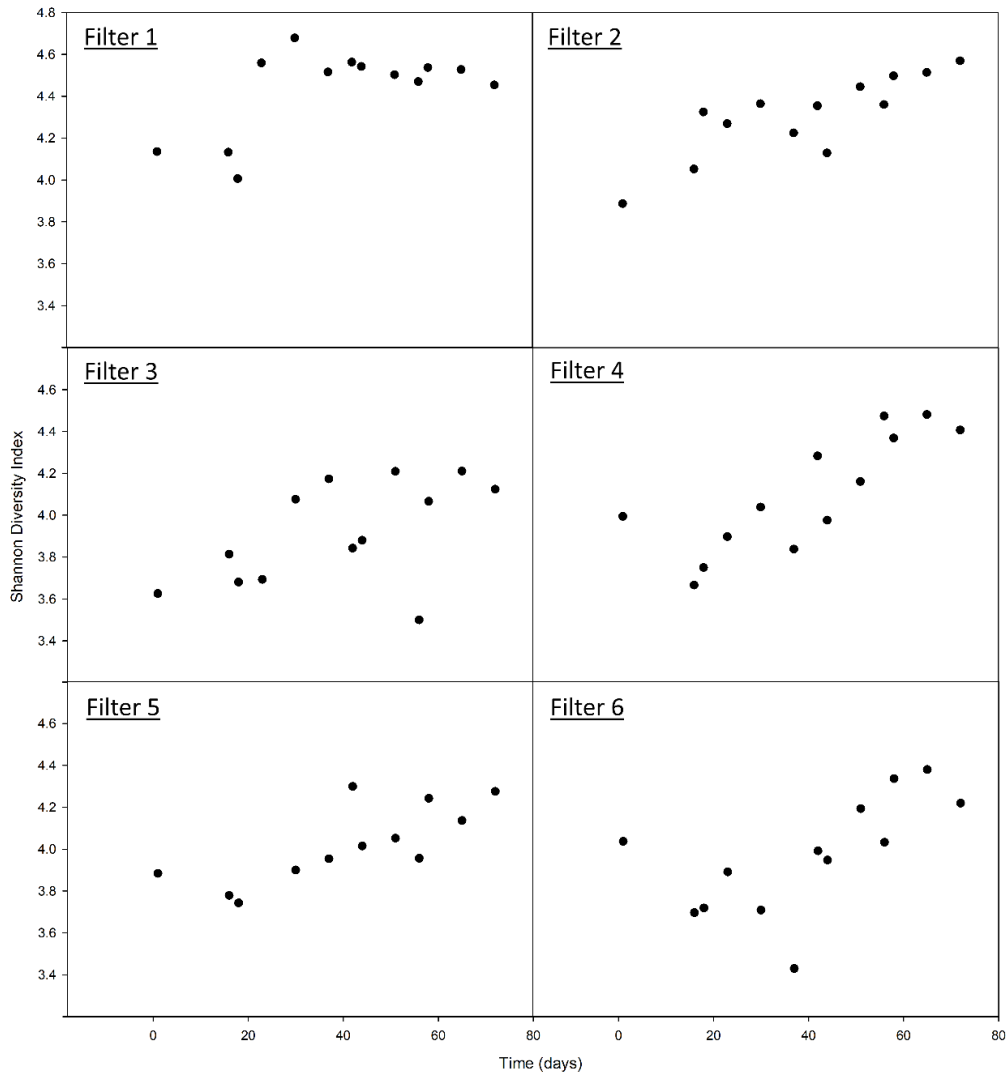 4.8
Filter 1
Filter 2
4.6
4.4
4.2
4.0
3.8
3.6
3.4
Filter 3
Filter 4
4.6
4.4
4.2
4.0
3.8
3.6
3.4
Shannon Diversity Index
Filter 5
Filter 6
4.6
4.4
4.2
4.0
3.8
3.6
3.4
0 20 40 60 80 0 20 40 60 80
Time (days)